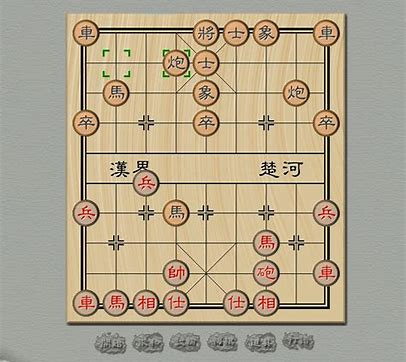 車 將 士 象 車
炮 士
馬 象 炮
卒 卒 卒
漢界 楚河
兵
兵 馬 兵
馬
帥 砲 車
車 馬 相 仕 仕 相